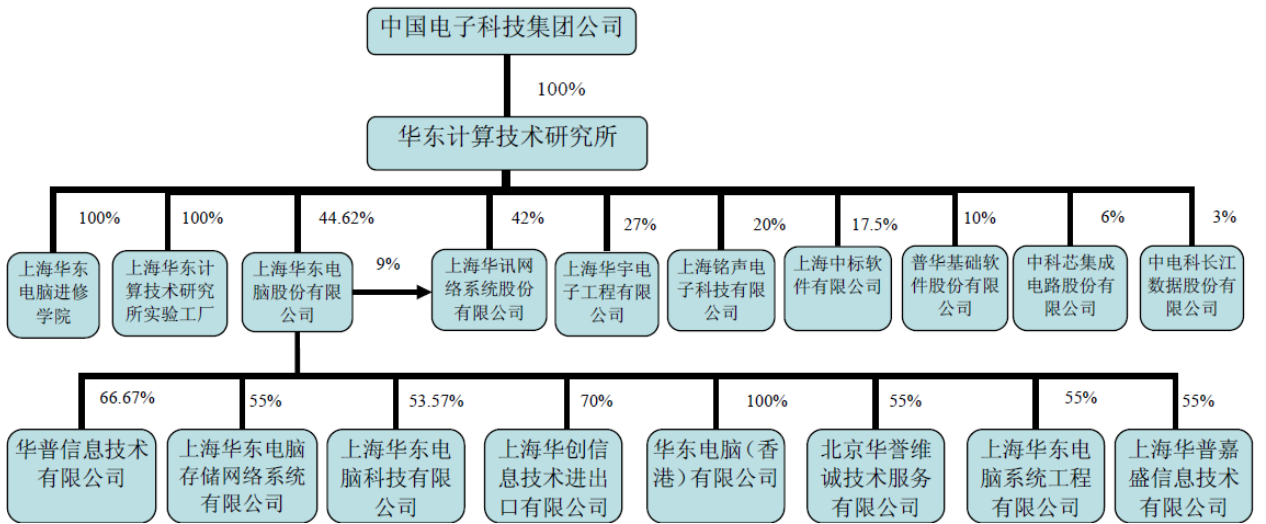 中国电子科技集团公司
100%
华东计算技术研究所
100%
100%
44.62%
42%
27%
20%
17.5%
10%
6%
3%
9%
上海华东
电脑进修
学院
上海华东计
算技术研究
所实验工厂
上海华东电
脑股份有限
公司
上海华讯网
络系统股份
有限公司
上海华宇电
子工程有限
公司
上海铭声电
子科技有限
公司
上海中标软
件有限公司
普华基础软
件股份有限
公司
中科芯集成
电路股份有
限公司
中电科长江
数据股份有
限公司
66.67%
55%
53.57%
70%
100%
55%
55%
55%
华普信息技术
有限公司
上海华东电脑
存储网络系统
有限公司
上海华东电
脑科技有限
公司
上海华创信
息技术进出
口有限公司
华东电脑（香
港）有限公司
北京华誉维
诚技术服务
有限公司
上海华东电
脑系统工程
有限公司
上海华普嘉
盛信息技术
有限公司